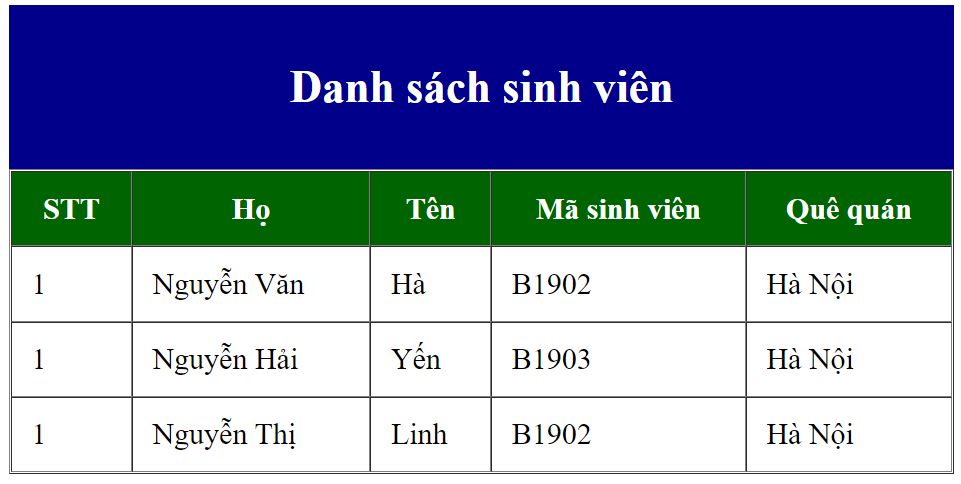 Danh sách sinh viên
STT Họ Tên Mã sinh viên Quê quán
1 Nguyễn Văn Hà B1902 Hà Nội
1 Nguyễn Hải Yến B1903 Hà Nội
1 Nguyễn Thị Linh B1902 Hà Nội